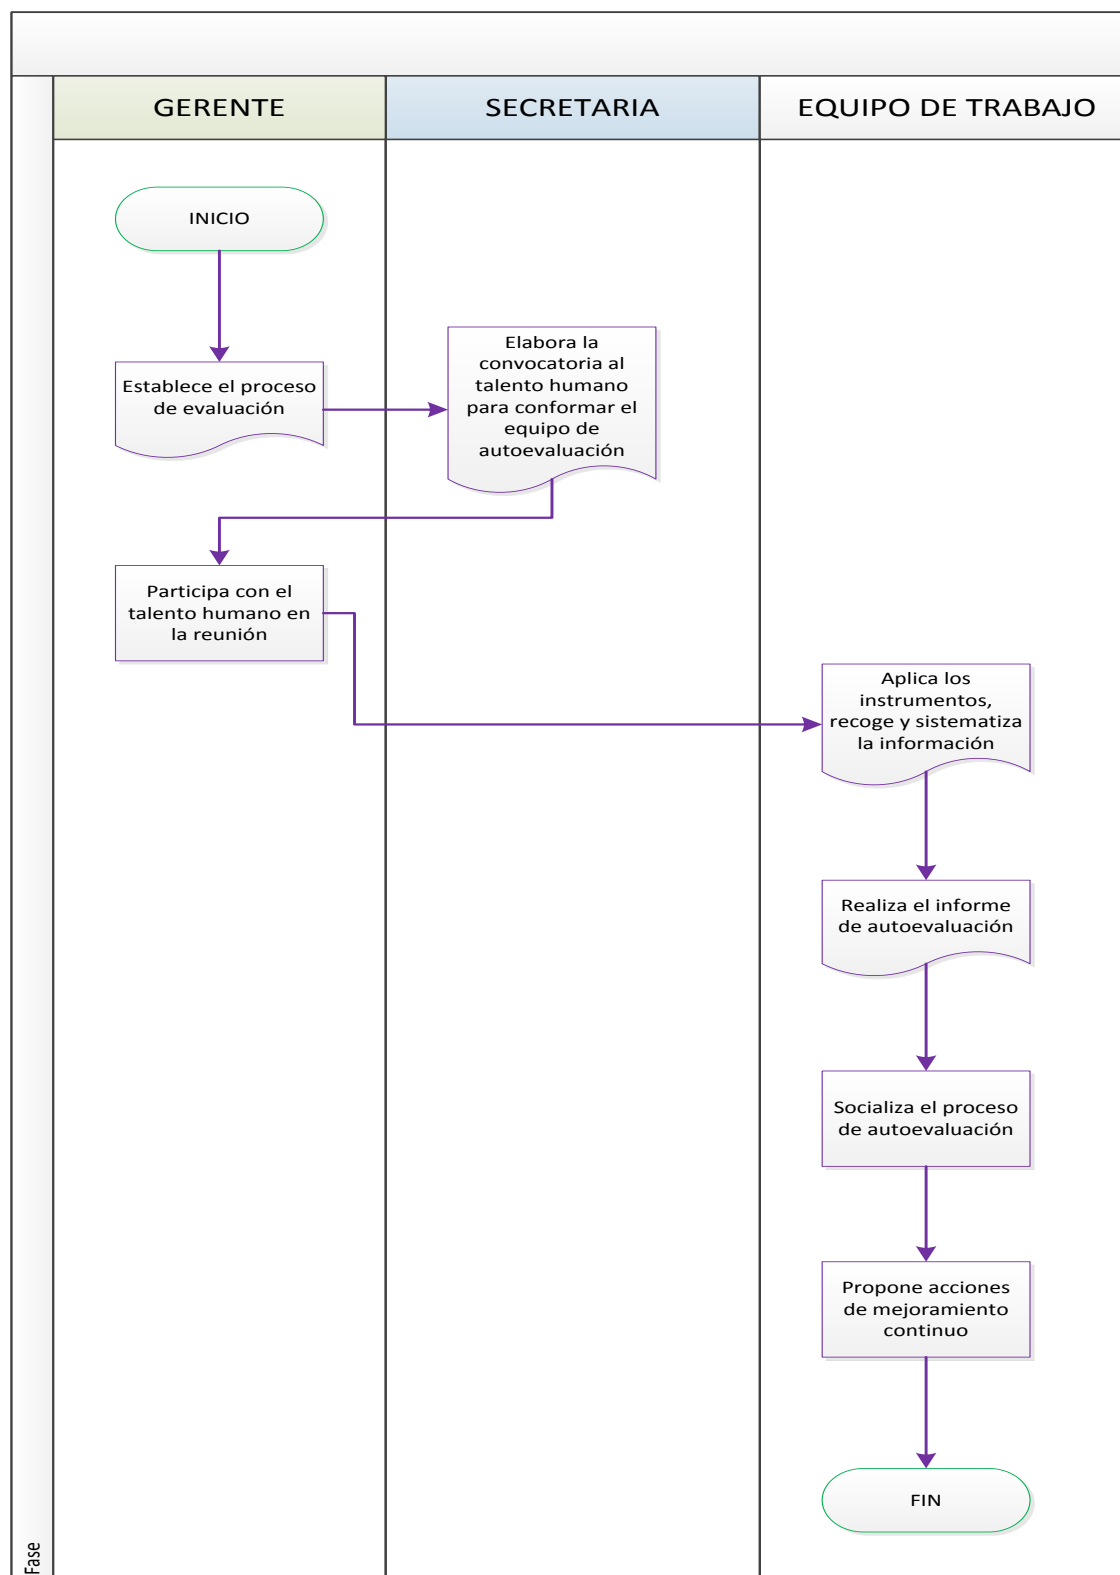 GERENTE
SECRETARIA
EQUIPO DE TRABAJO
INICIO
Establece el proceso
de evaluación
Elabora la
convocatoria al
talento humano
para conformar el
equipo de
autoevaluación
Participa con el
talento humano en
la reunión
Aplica los
instrumentos,
recoge y sistematiza
la información
Realiza el informe
de autoevaluación
Socializa el proceso
de autoevaluación
Propone acciones
de mejoramiento
continuo
FIN
Fase